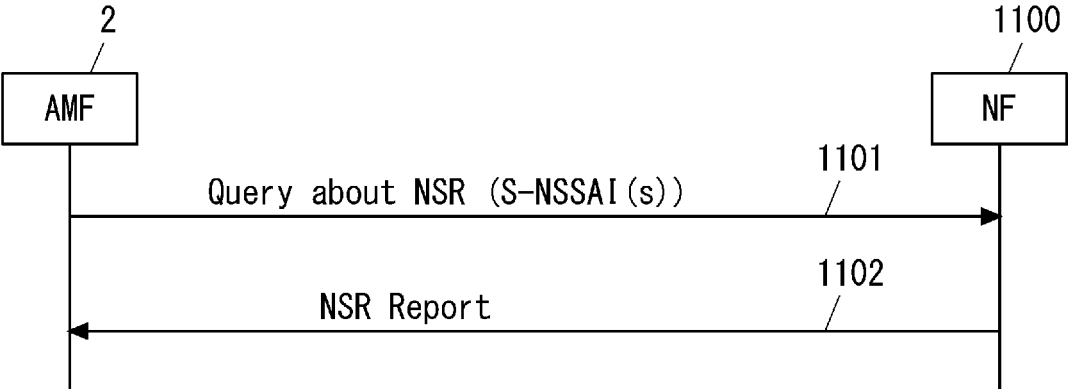 2
1100
AMF
NF
1101
Query about NSR (S-NSSAI(s))
1102
NSR Report